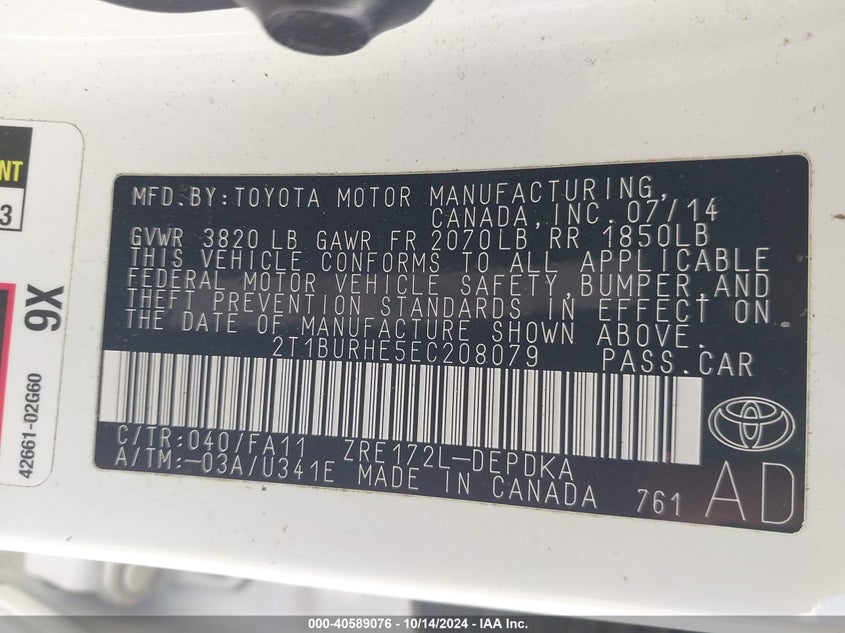 MFD.BY:TOYOTA MOTOR MANUFACTURING,
CANADA,INC. 07/14
GVWR 3820 LB GAWR FR 2070LB RR 1850LB
THIS VEHICLE CONFORMS TO ALL APPLICABLE
FEDERAL MOTOR VEHICLE SAFETY,BUMPER,AND
THEFT PREVENTION STANDARDS IN EFFECT ON
THE DATE OF MANUFACTURE SHOWN ABOVE.
2T1BURHE5EC208079 PASS.CAR
C/TR:040/FA11 ZRE172L-DEPDKA
A/TM:-03A/U341E MADE IN CANADA 761
AD
NT
3
9X
42661-02G60
000-40589076 - 10/14/2024 - IAA Inc.